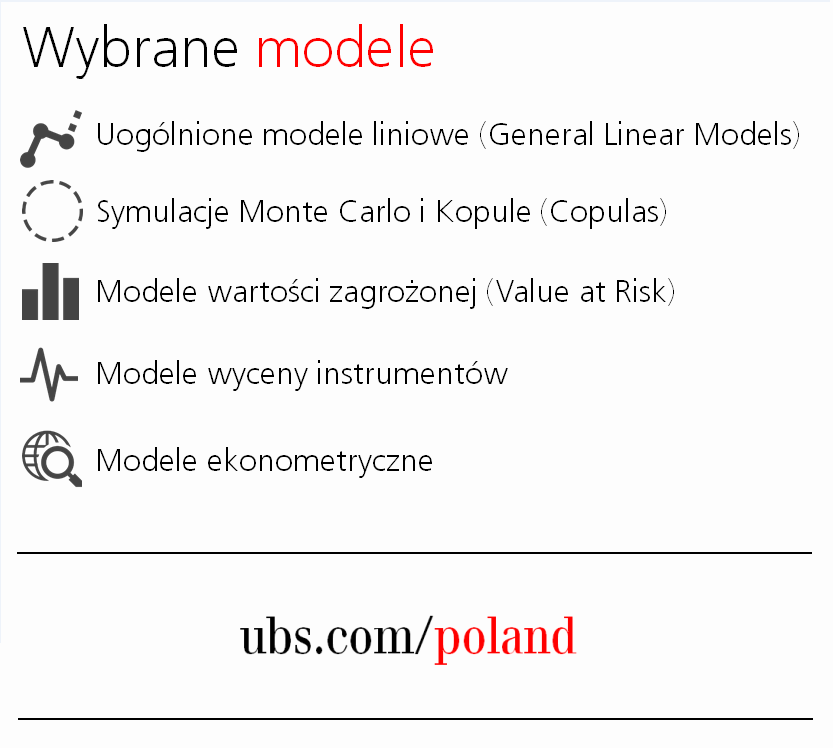 Wybrane modele
Uogólnione modele liniowe (General Linear Models)
Symulacje Monte Carlo i Kopule (Copulas)
Modele wartości zagrożonej (Value at Risk)
Modele wyceny instrumentów
Modele ekonometryczne
ubs.com/poland